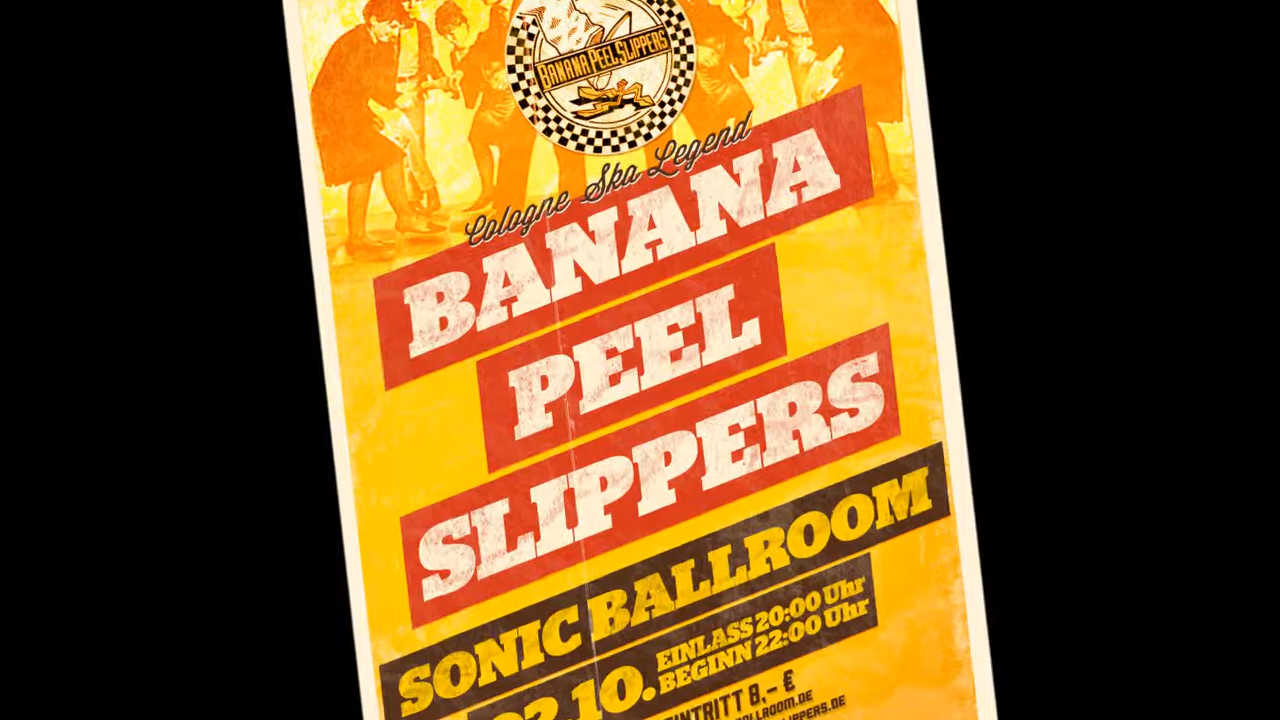 BANANA PEEL SLIPPERS
Cologne Ska Legend
BANANA
PEEL
SLIPPERS
SONIC BALLROOM
10.
EINLASS 20:00 Uhr
BEGINN 22:00 Uhr
EINTRITT 8,- €